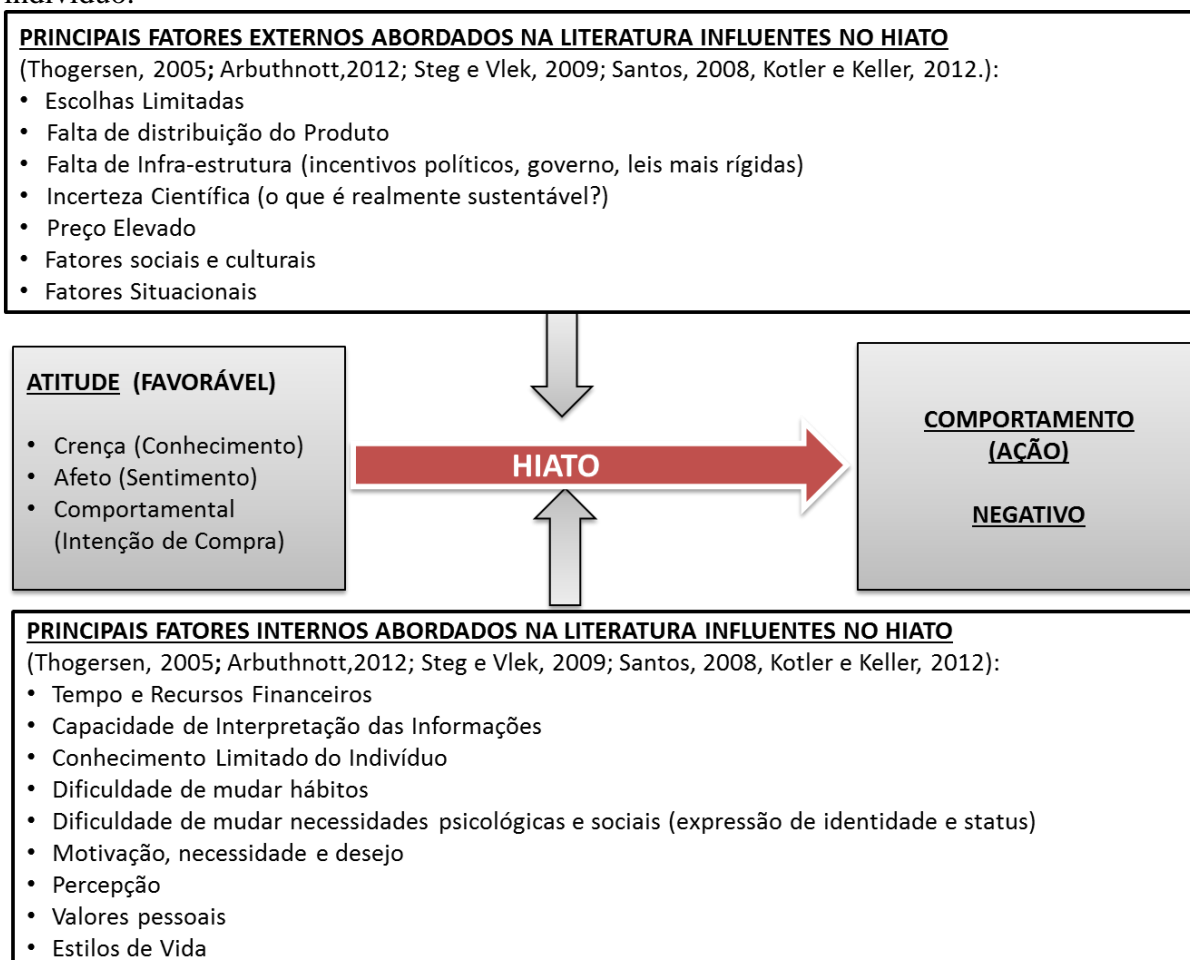 indivíduo.
PRINCIPAIS FATORES EXTERNOS ABORDADOS NA LITERATURA INFLUENTES NO HIATO
(Thogersen, 2005; Arbuthnott,2012; Steg e Vlek, 2009; Santos, 2008, Kotler e Keller, 2012.):
• Escolhas Limitadas
• Falta de distribuição do Produto
• Falta de Infra-estrutura (incentivos políticos, governo, leis mais rígidas)
• Incerteza Científica (o que é realmente sustentável?)
• Preço Elevado
• Fatores sociais e culturais
• Fatores Situacionais
ATITUDE (FAVORÁVEL)
• Crença (Conhecimento)
• Afeto (Sentimento)
• Comportamental
(Intenção de Compra)
HIATO
COMPORTAMENTO
(AÇÃO)
NEGATIVO
PRINCIPAIS FATORES INTERNOS ABORDADOS NA LITERATURA INFLUENTES NO HIATO
(Thogersen, 2005; Arbuthnott,2012; Steg e Vlek, 2009; Santos, 2008, Kotler e Keller, 2012):
• Tempo e Recursos Financeiros
• Capacidade de Interpretação das Informações
• Conhecimento Limitado do Indivíduo
• Dificuldade de mudar hábitos
• Dificuldade de mudar necessidades psicológicas e sociais (expressão de identidade e status)
• Motivação, necessidade e desejo
• Percepção
• Valores pessoais
• Estilos de Vida